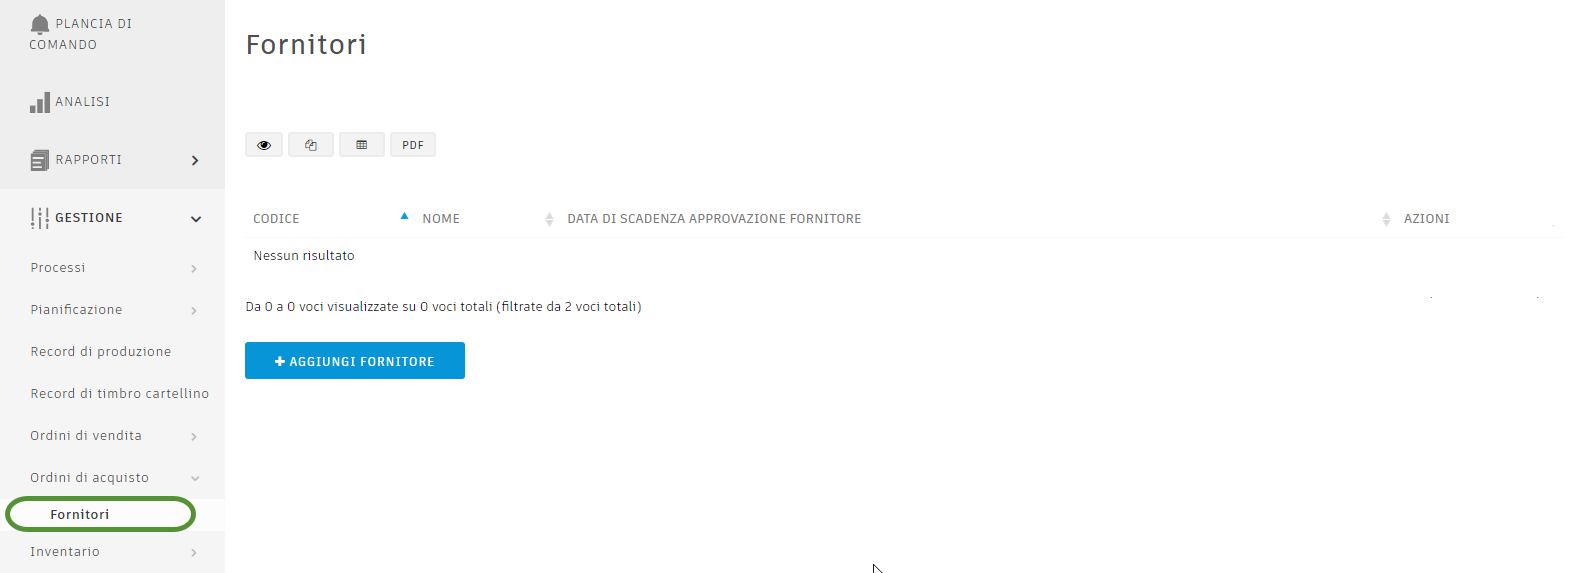 PLANCIA DI
COMANDO
ANALISI
RAPPORTI
GESTIONE
Processi
Pianificazione
Record di produzione
Record di timbro cartellino
Ordini di vendita
Ordini di acquisto
Fornitori
Inventario
Fornitori
PDF
CODICE NOME DATA DI SCADENZA APPROVAZIONE FORNITORE AZIONI
Nessun risultato
Da 0 a 0 voci visualizzate su 0 voci totali (filtrate da 2 voci totali)
+ AGGIUNGI FORNITORE